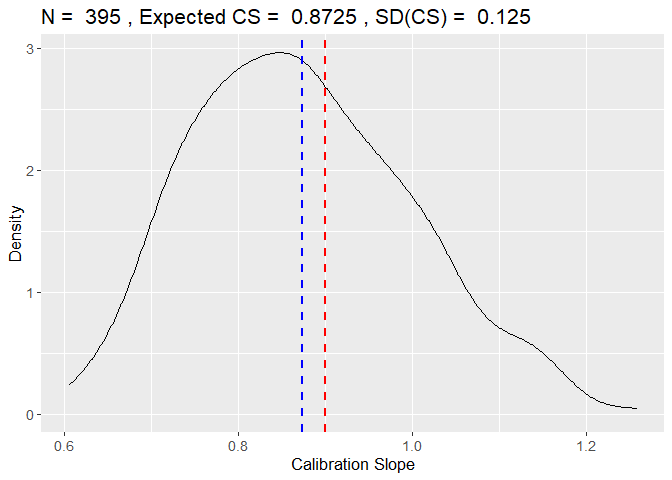 N =  395 , Expected CS =  0.8725 , SD(CS) =  0.125
3
2
1
0
Density
0.6 0.8 1.0 1.2
Calibration Slope